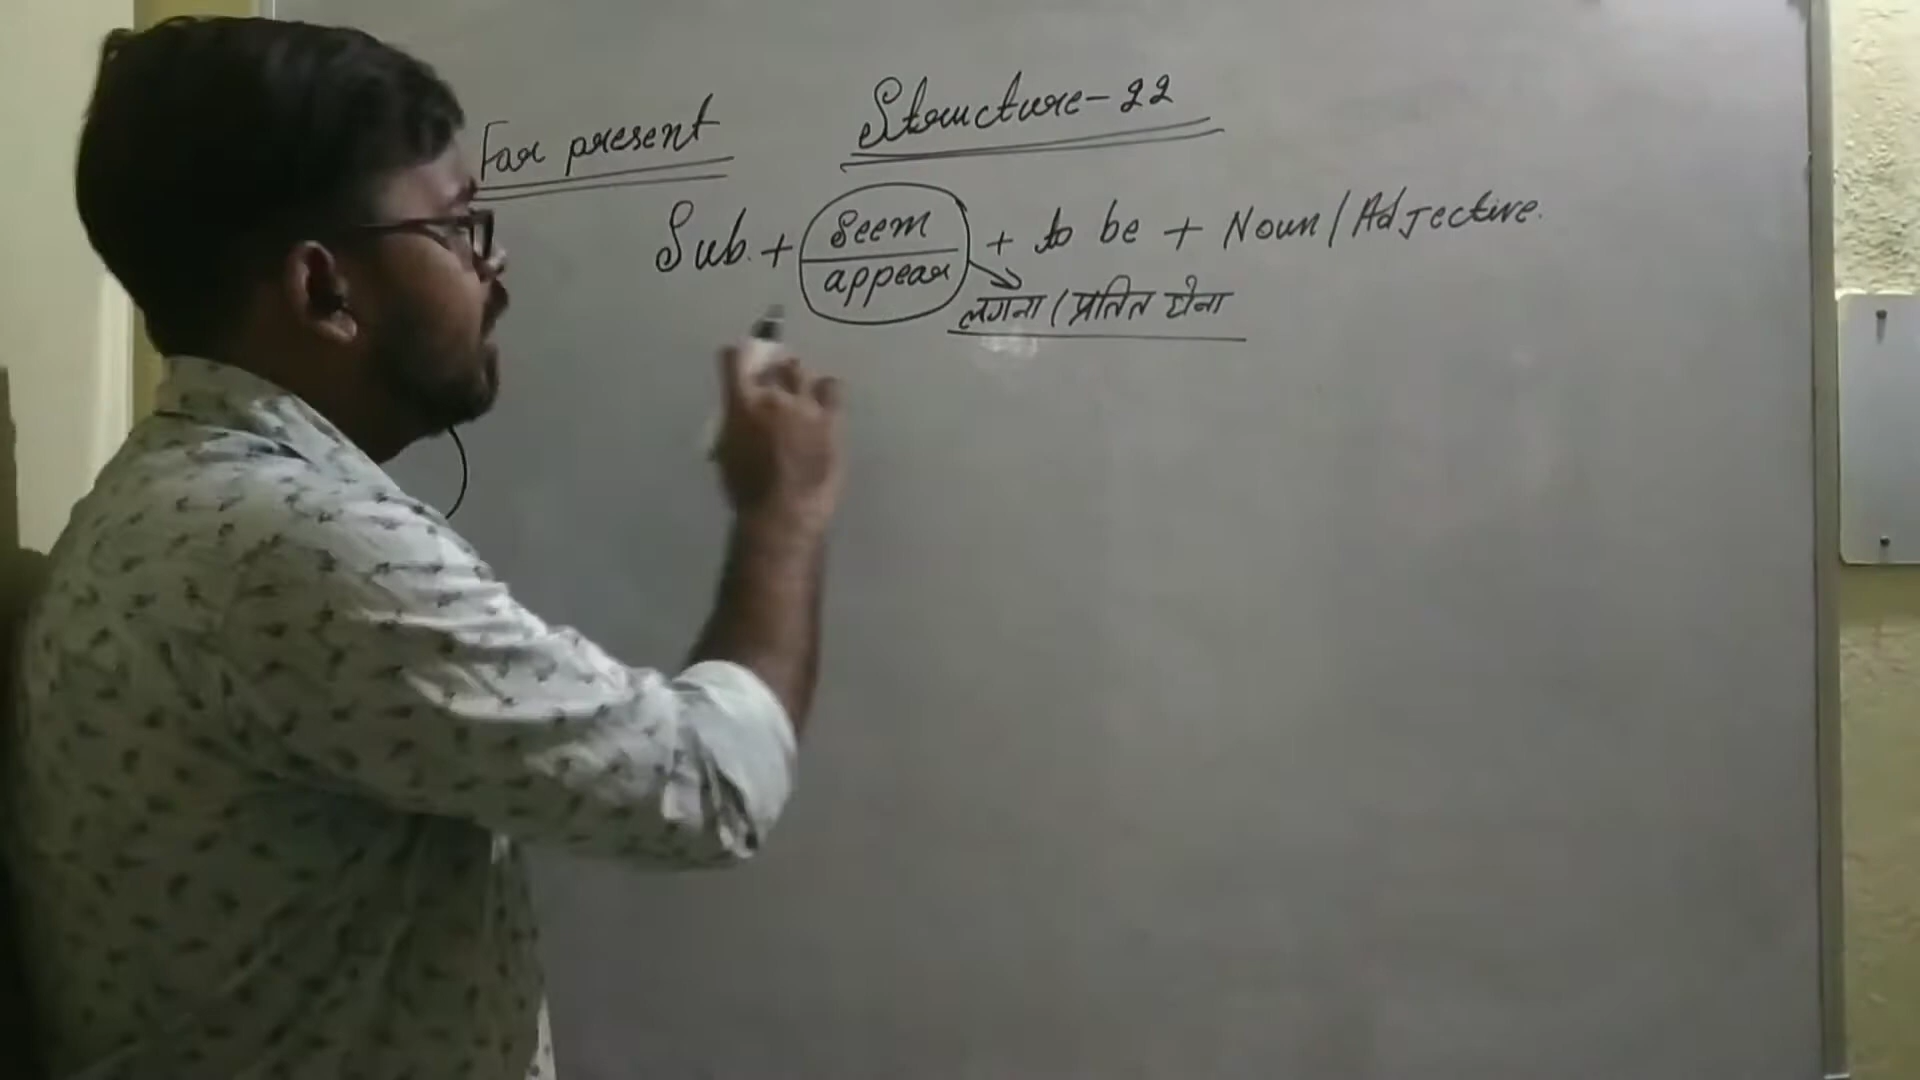 For present
Structure-22
Sub. + seem / appear + to be + Noun / Adjective.
लगना / प्रतित होना